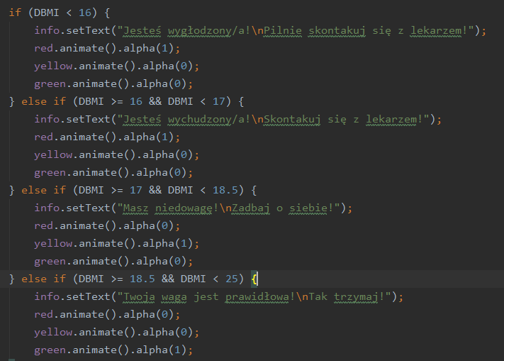 if (DBMI < 16) {
info.setText("Jesteś wygłodzony/a!\nPilnie skontakuj się z lekarzem!");
red.animate().alpha(1);
yellow.animate().alpha(0);
green.animate().alpha(0);
} else if (DBMI >= 16 && DBMI < 17) {
info.setText("Jesteś wychudzony/a!\nSkontakuj się z lekarzem!");
red.animate().alpha(1);
yellow.animate().alpha(0);
green.animate().alpha(0);
} else if (DBMI >= 17 && DBMI < 18.5) {
info.setText("Masz niedowagę!\nZadbaj o siebie!");
red.animate().alpha(0);
yellow.animate().alpha(1);
green.animate().alpha(0);
} else if (DBMI >= 18.5 && DBMI < 25) {
info.setText("Twoja waga jest prawidłowa!\nTak trzymaj!");
red.animate().alpha(0);
yellow.animate().alpha(0);
green.animate().alpha(1);